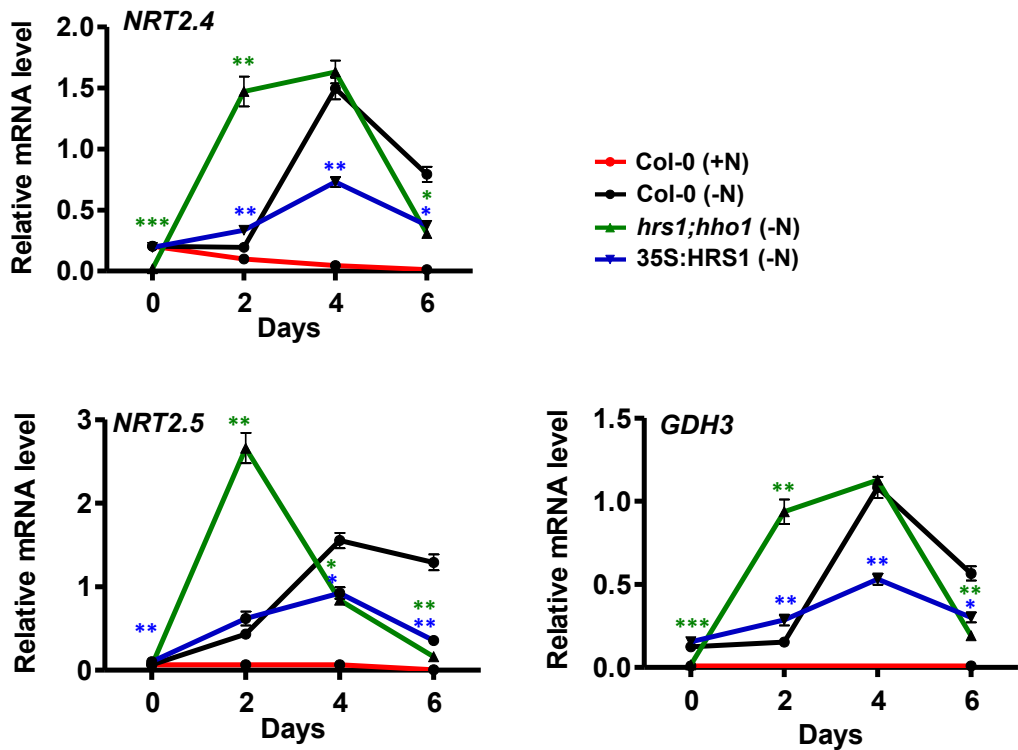 NRT2.4
Relative mRNA level
2.0
1.5
1.0
0.5
0.0
***
**
**
**
*
*
0 2 4 6
Days
Col-0 (+N)
Col-0 (-N)
hrs1;hho1 (-N)
35S:HRS1 (-N)
NRT2.5
Relative mRNA level
3
2
1
0
**
**
*
*
**
**
0 2 4 6
Days
GDH3
Relative mRNA level
1.5
1.0
0.5
0.0
***
**
**
**
**
*
0 2 4 6
Days